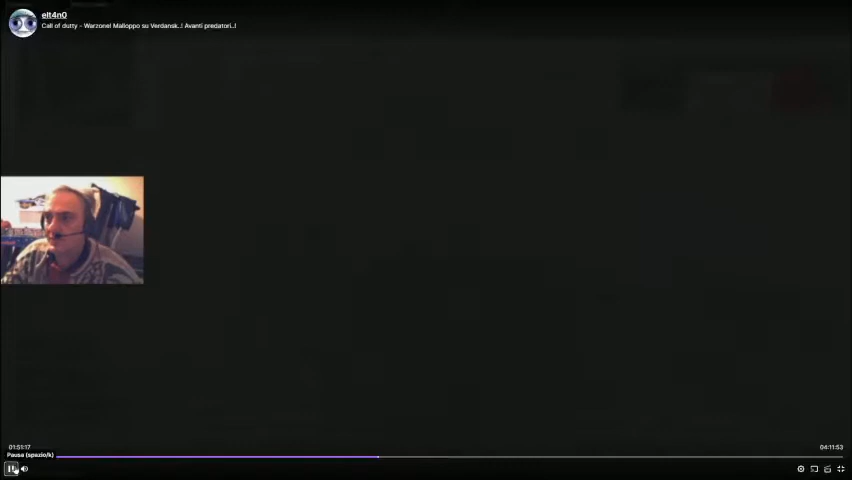 elt4n0
Call of dutty - Warzone! Malloppo su Verdansk..! Avanti predatori..!
01:51:17
04:11:53
Pausa (spazio/k)